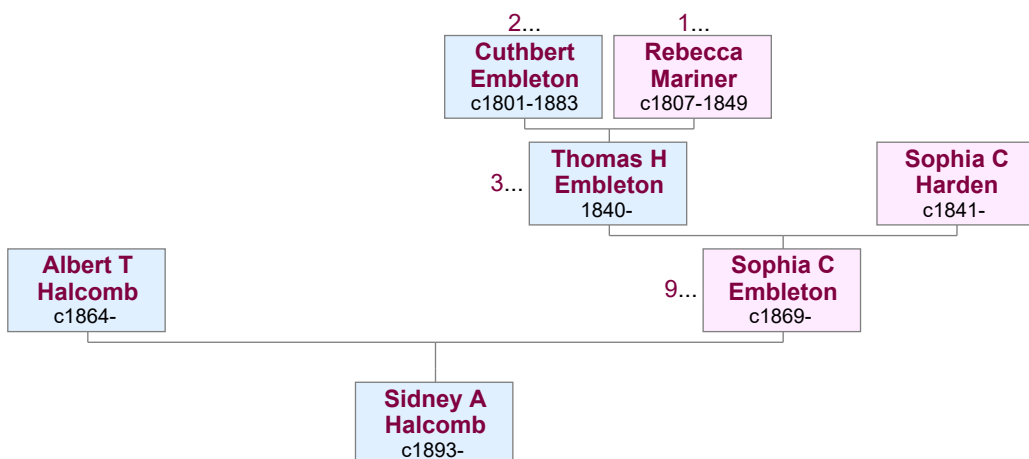 2... 1...
Cuthbert
Embleton
c1801-1883
Rebecca
Mariner
c1807-1849
3...
Thomas H
Embleton
1840-
Sophia C
Harden
c1841-
Albert T
Halcomb
c1864-
9...
Sophia C
Embleton
c1869-
Sidney A
Halcomb
c1893-